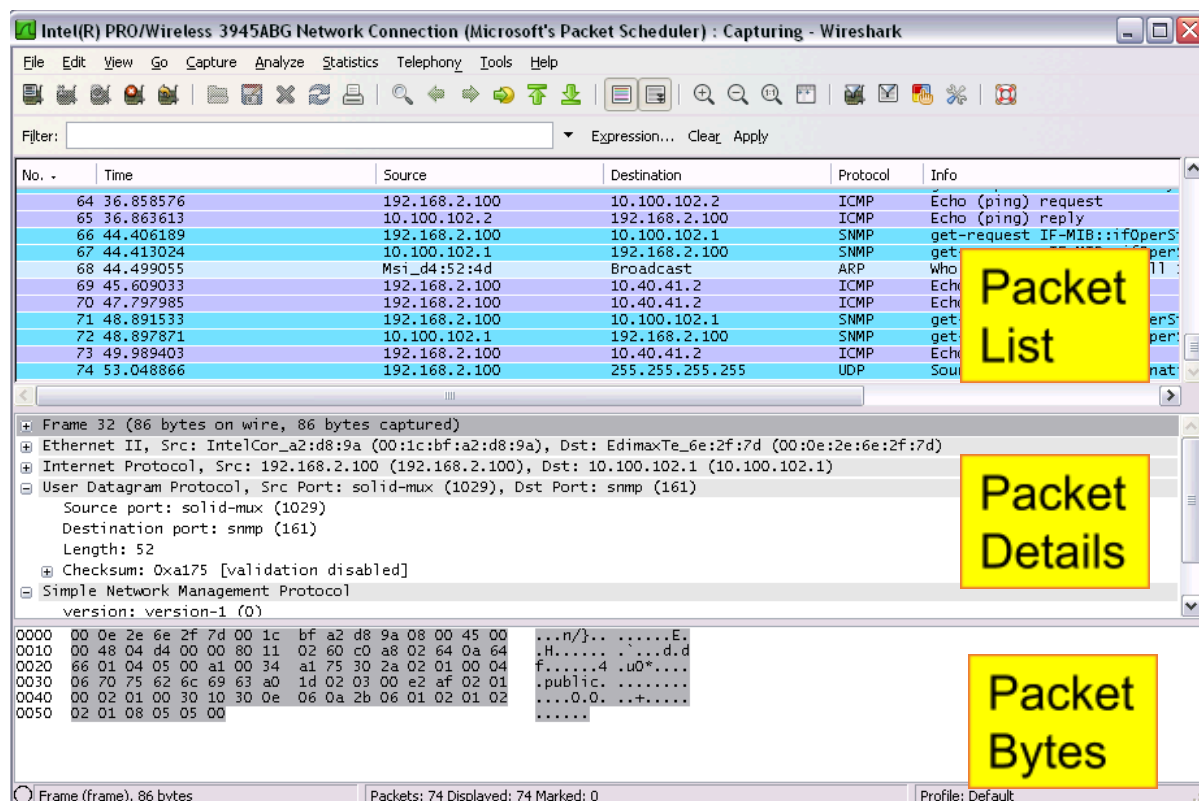 Intel(R) PRO/Wireless 3945ABG Network Connection (Microsoft's Packet Scheduler) : Capturing - Wireshark
File Edit View Go Capture Analyze Statistics Telephony Tools Help
Filter: Expression... Clear Apply
No. Time Source Destination Protocol Info
64 36.858576 192.168.2.100 10.100.102.2 ICMP Echo (ping) request
65 36.863613 10.100.102.2 192.168.2.100 ICMP Echo (ping) reply
66 44.406189 192.168.2.100 10.100.102.1 SNMP get-request IF-MIB::ifOperS
67 44.413024 10.100.102.1 192.168.2.100 SNMP get-
68 44.499055 Msi_d4:52:4d Broadcast ARP Who
69 45.609033 192.168.2.100 10.40.41.2 ICMP Ech
70 47.797985 192.168.2.100 10.40.41.2 ICMP Ech
71 48.891533 192.168.2.100 10.100.102.1 SNMP get- erS
72 48.897871 10.100.102.1 192.168.2.100 SNMP get- per
73 49.989403 192.168.2.100 10.40.41.2 ICMP Ech
74 53.048866 192.168.2.100 255.255.255.255 UDP Sou nat
Packet
List
Frame 32 (86 bytes on wire, 86 bytes captured)
Ethernet II, Src: IntelCor_a2:d8:9a (00:1c:bf:a2:d8:9a), Dst: EdimaxTe_6e:2f:7d (00:0e:2e:6e:2f:7d)
Internet Protocol, Src: 192.168.2.100 (192.168.2.100), Dst: 10.100.102.1 (10.100.102.1)
User Datagram Protocol, Src Port: solid-mux (1029), Dst Port: snmp (161)
Source port: solid-mux (1029)
Destination port: snmp (161)
Length: 52
Checksum: 0xa175 [validation disabled]
Simple Network Management Protocol
version: version-1 (0)
Packet
Details
0000 00 0e 2e 6e 2f 7d 00 1c bf a2 d8 9a 08 00 45 00 ...n/}.. ......E.
0010 00 48 04 d4 00 00 80 11 02 60 c0 a8 02 64 0a 64 .H...... .`...d.d
0020 66 01 04 05 00 a1 00 34 a1 75 30 2a 02 01 00 04 f......4 .u0*....
0030 06 70 75 62 6c 69 63 a0 1d 02 03 00 e2 af 02 01 .public. ........
0040 00 02 01 00 30 10 30 0e 06 0a 2b 06 01 02 01 02 ....0.0. ..+.....
0050 02 01 08 05 05 00 ......
Packet
Bytes
Frame (frame), 86 bytes Packets: 74 Displayed: 74 Marked: 0 Profile: Default